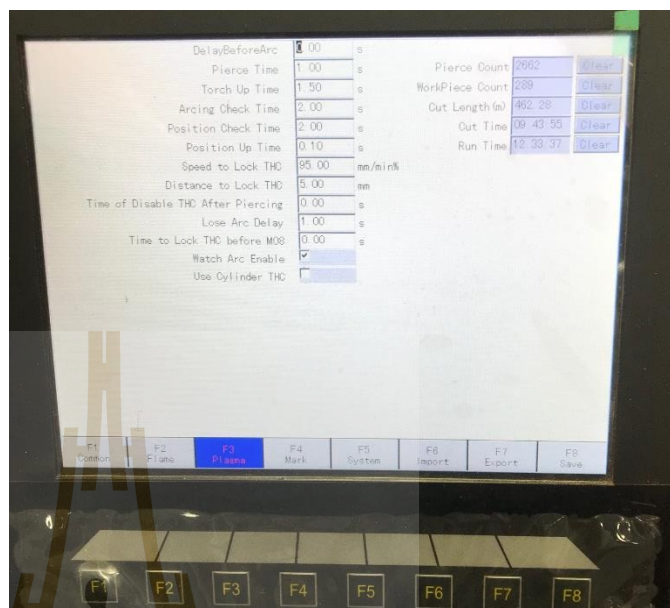 DelayBeforeArc 0.00 s
Pierce Time 1.00 s
Torch Up Time 1.50 s
Arcing Check Time 2.00 s
Position Check Time 2.00 s
Position Up Time 0.10 s
Speed to Lock THC 95.00 mm/min%
Distance to Lock THC 5.00 mm
Time of Disable THC After Piercing 0.00 s
Lose Arc Delay 1.00 s
Time to Lock THC before M08 0.00 s
Watch Arc Enable
Use Cylinder THC
Pierce Count 2662 Clear
WorkPiece Count 289 Clear
Cut Length(m) 462.28 Clear
Cut Time 09.43.55 Clear
Run Time 12.33.37 Clear
F1 Common
F2 Flame
F3 Plasma
F4 Mark
F5 System
F6 Import
F7 Export
F8 Save
F1 F2 F3 F4 F5 F6 F7 F8